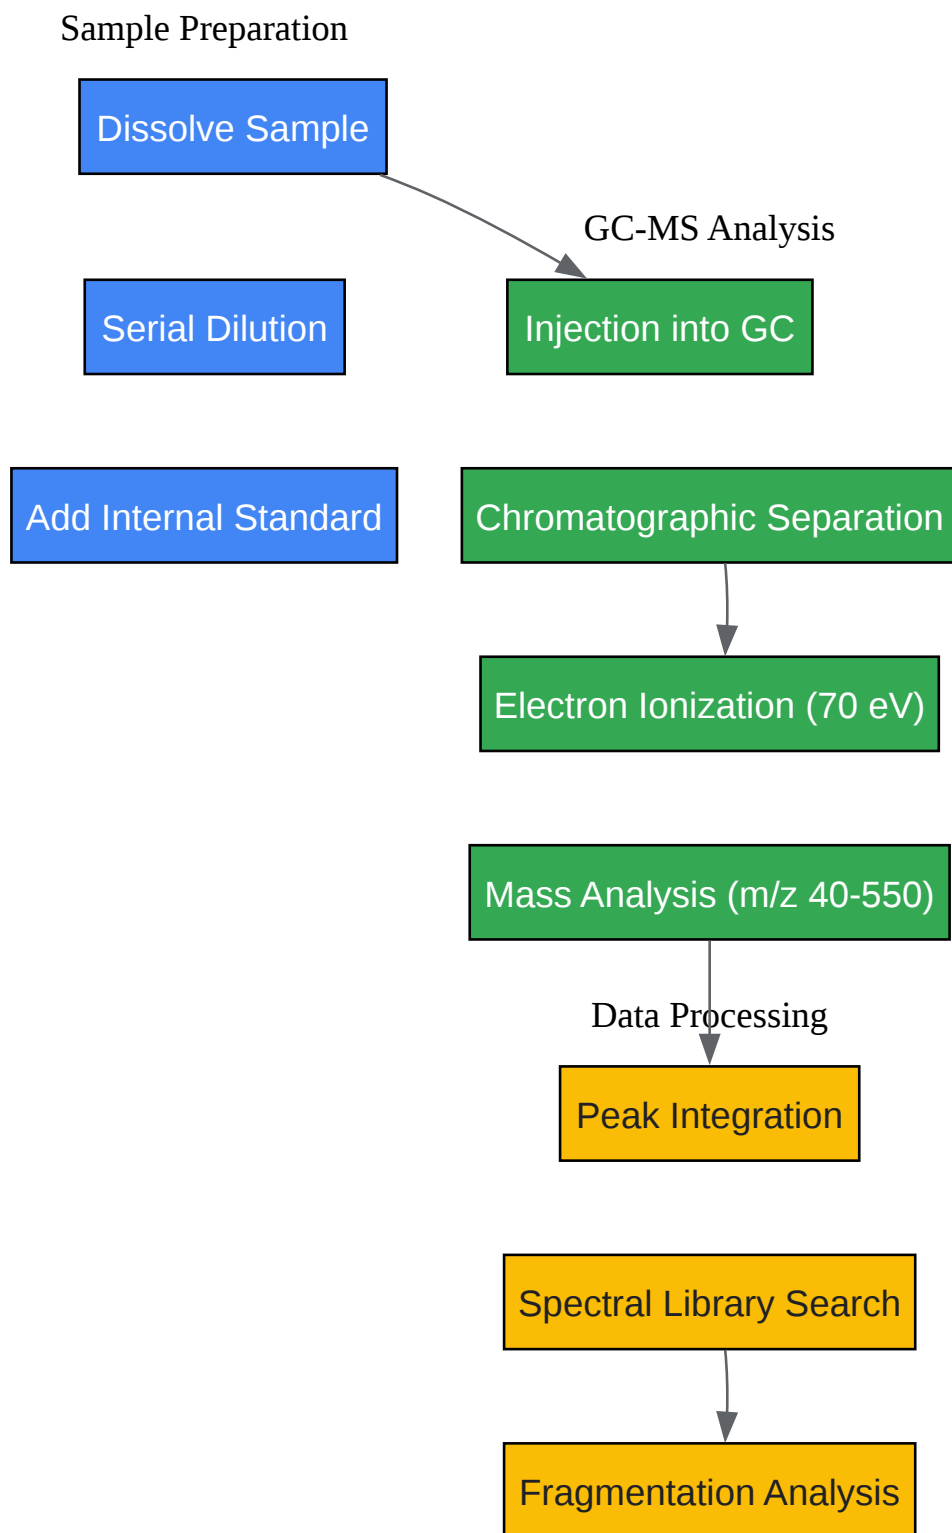 Sample Preparation
Dissolve Sample
GC-MS Analysis
Serial Dilution
Injection into GC
Add Internal Standard
Chromatographic Separation
Electron Ionization (70 eV)
Mass Analysis (m/z 40-550)
Data Processing
Peak Integration
Spectral Library Search
Fragmentation Analysis